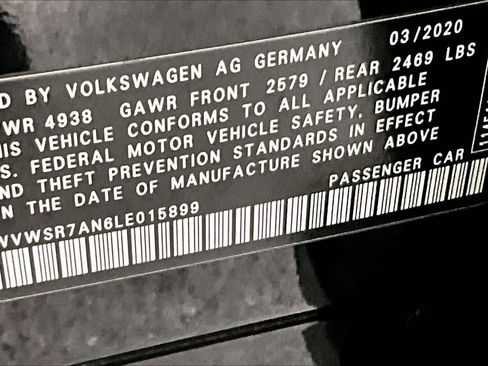 D BY VOLKSWAGEN AG GERMANY 03/2020
WR 4938 GAWR FRONT 2579 / REAR 2469 LBS
IS VEHICLE CONFORMS TO ALL APPLICABLE
S. FEDERAL MOTOR VEHICLE SAFETY, BUMPER
ND THEFT PREVENTION STANDARDS IN EFFECT
N THE DATE OF MANUFACTURE SHOWN ABOVE
WVWSR7AN6LE015899 PASSENGER CAR